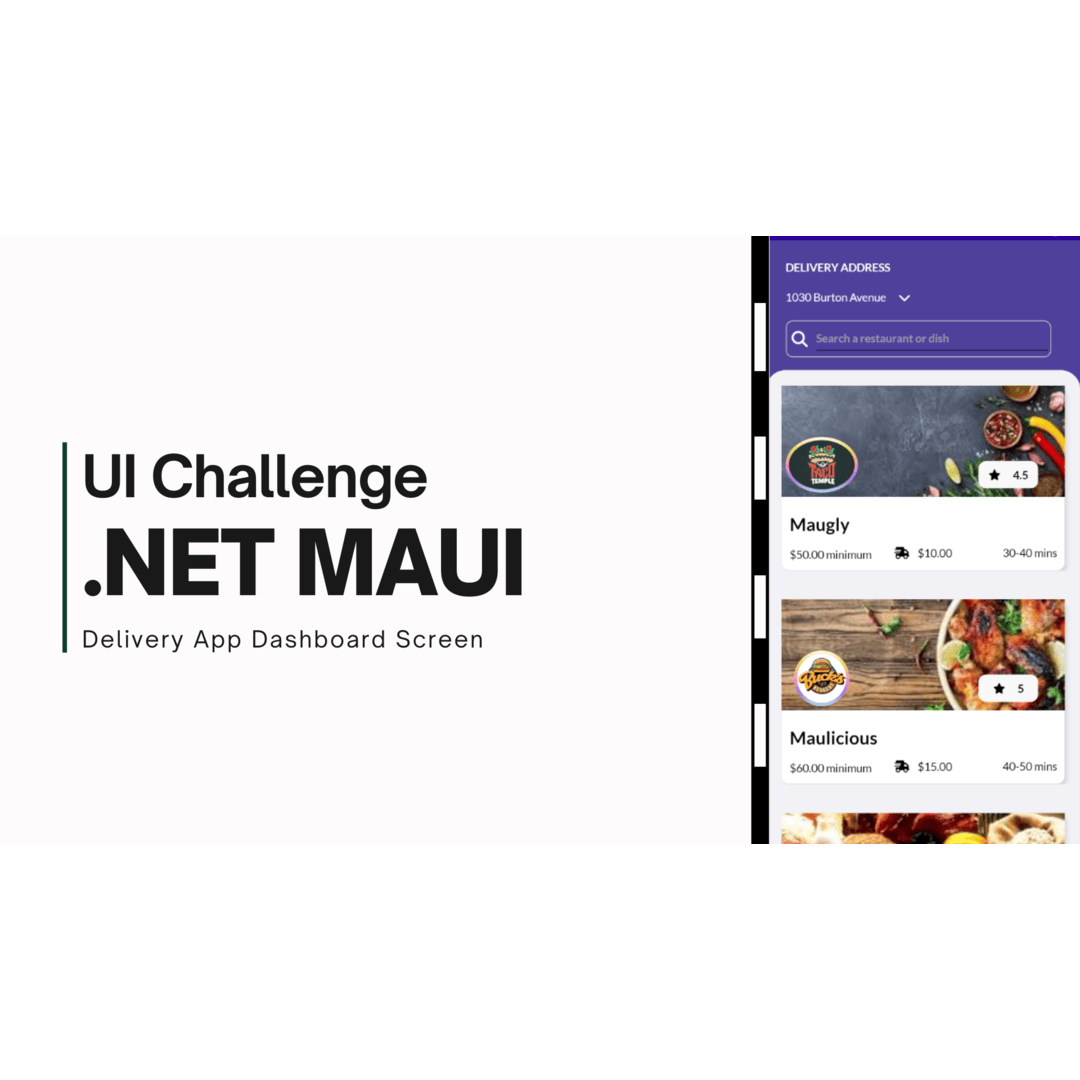 UI Challenge
.NET MAUI
Delivery App Dashboard Screen
DELIVERY ADDRESS
1030 Burton Avenue
Search a restaurant or dish
TACO
TEMPLE
4.5
Maugly
$50.00 minimum $10.00 30-40 mins
Buck's
5
Maulicious
$60.00 minimum $15.00 40-50 mins